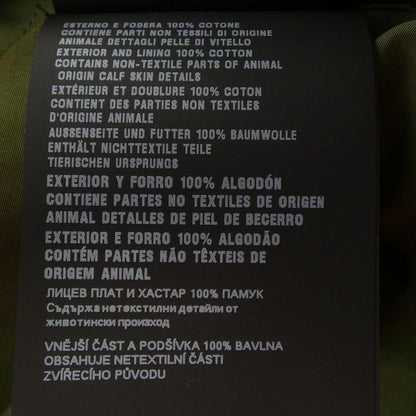 ESTERNO E FODERA 100% COTONE
CONTIENE PARTI NON TESSILI DI ORIGINE
ANIMALE DETTAGLI PELLE DI VITELLO
EXTERIOR AND LINING 100% COTTON
CONTAINS NON-TEXTILE PARTS OF ANIMAL
ORIGIN CALF SKIN DETAILS
EXTÉRIEUR ET DOUBLURE 100% COTON
CONTIENT DES PARTIES NON TEXTILES
D'ORIGINE ANIMALE
AUSSENSEITE UND FUTTER 100% BAUMWOLLE
ENTHÄLT NICHTTEXTILE TEILE
TIERISCHEN URSPRUNGS
EXTERIOR Y FORRO 100% ALGODÓN
CONTIENE PARTES NO TEXTILES DE ORIGEN
ANIMAL DETALLES DE PIEL DE BECERRO
EXTERIOR E FORRO 100% ALGODÃO
CONTÉM PARTES NÃO TÊXTEIS DE
ORIGEM ANIMAL
ЛИЦЕВ ПЛАТ И ХАСТАР 100% ПАМУК
Съдържа нетекстилни детайли от
животински произход
VNĚJŠÍ ČÁST A PODŠÍVKA 100% BAVLNA
OBSAHUJE NETEXTILNÍ ČÁSTI
ZVÍŘECÍHO PŮVODU